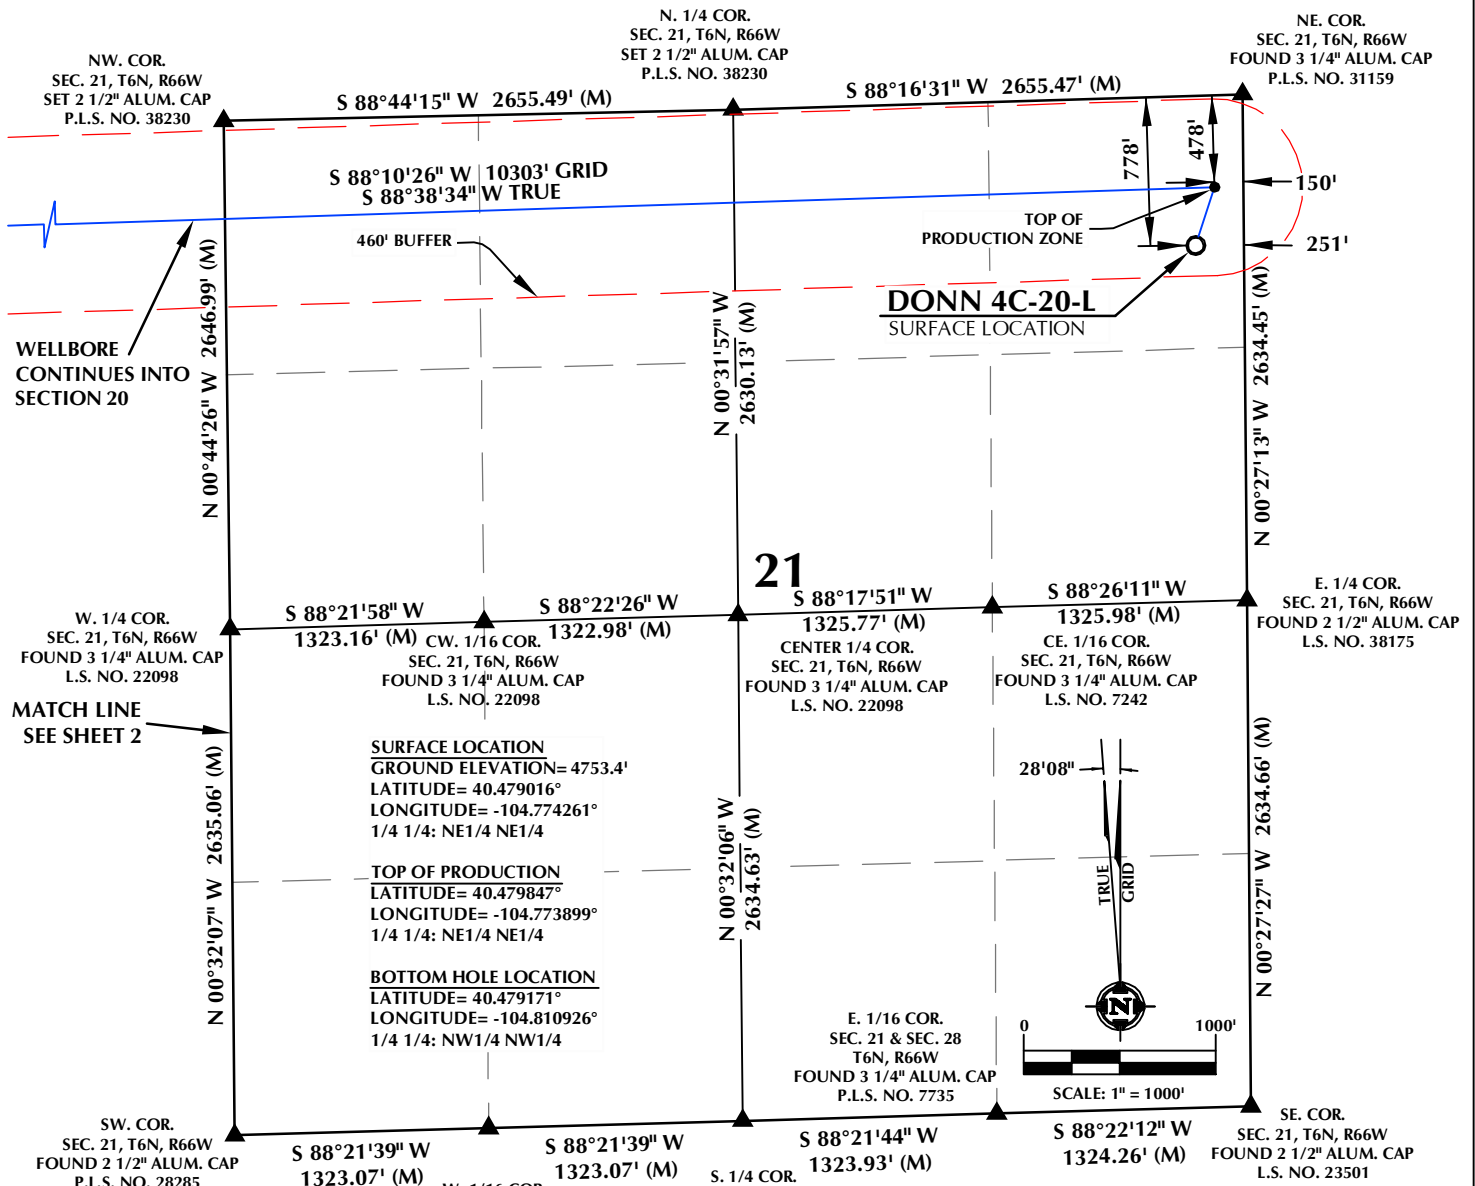 N. 1/4 COR.
SEC. 21, T6N, R66W
SET 2 1/2" ALUM. CAP
P.L.S. NO. 38230
NE. COR.
SEC. 21, T6N, R66W
FOUND 3 1/4" ALUM. CAP
P.L.S. NO. 31159
NW. COR.
SEC. 21, T6N, R66W
SET 2 1/2" ALUM. CAP
P.L.S. NO. 38230
S 88°44'15" W 2655.49' (M)
S 88°16'31" W 2655.47' (M)
S 88°10'26" W 10303' GRID
S 88°38'34" W TRUE
460' BUFFER
778'
478'
150'
251'
TOP OF
PRODUCTION ZONE
DONN 4C-20-L
SURFACE LOCATION
WELLBORE
CONTINUES INTO
SECTION 20
N 00°44'26" W 2646.99' (M)
N 00°31'57" W
2630.13' (M)
N 00°27'13" W 2634.45' (M)
21
W. 1/4 COR.
SEC. 21, T6N, R66W
FOUND 3 1/4" ALUM. CAP
L.S. NO. 22098
S 88°21'58" W
1323.16' (M)
S 88°22'26" W
1322.98' (M)
S 88°17'51" W
1325.77' (M)
S 88°26'11" W
1325.98' (M)
E. 1/4 COR.
SEC. 21, T6N, R66W
FOUND 2 1/2" ALUM. CAP
L.S. NO. 38175
CW. 1/16 COR.
SEC. 21, T6N, R66W
FOUND 3 1/4" ALUM. CAP
L.S. NO. 22098
CENTER 1/4 COR.
SEC. 21, T6N, R66W
FOUND 3 1/4" ALUM. CAP
L.S. NO. 22098
CE. 1/16 COR.
SEC. 21, T6N, R66W
FOUND 3 1/4" ALUM. CAP
L.S. NO. 7242
MATCH LINE
SEE SHEET 2
SURFACE LOCATION
GROUND ELEVATION= 4753.4'
LATITUDE= 40.479016°
LONGITUDE= -104.774261°
1/4 1/4: NE1/4 NE1/4
TOP OF PRODUCTION
LATITUDE= 40.479847°
LONGITUDE= -104.773899°
1/4 1/4: NE1/4 NE1/4
BOTTOM HOLE LOCATION
LATITUDE= 40.479171°
LONGITUDE= -104.810926°
1/4 1/4: NW1/4 NW1/4
N 00°32'07" W 2635.06' (M)
N 00°32'06" W
2634.63' (M)
N 00°27'27" W 2634.66' (M)
28'08"
TRUE
GRID
N
0 1000'
SCALE: 1" = 1000'
E. 1/16 COR.
SEC. 21 & SEC. 28
T6N, R66W
FOUND 3 1/4" ALUM. CAP
P.L.S. NO. 7735
SW. COR.
SEC. 21, T6N, R66W
FOUND 2 1/2" ALUM. CAP
P.L.S. NO. 28285
S 88°21'39" W
1323.07' (M)
S 88°21'39" W
1323.07' (M)
S 88°21'44" W
1323.93' (M)
S 88°22'12" W
1324.26' (M)
SE. COR.
SEC. 21, T6N, R66W
FOUND 2 1/2" ALUM. CAP
L.S. NO. 23501
W. 1/16 COR.
S. 1/4 COR.